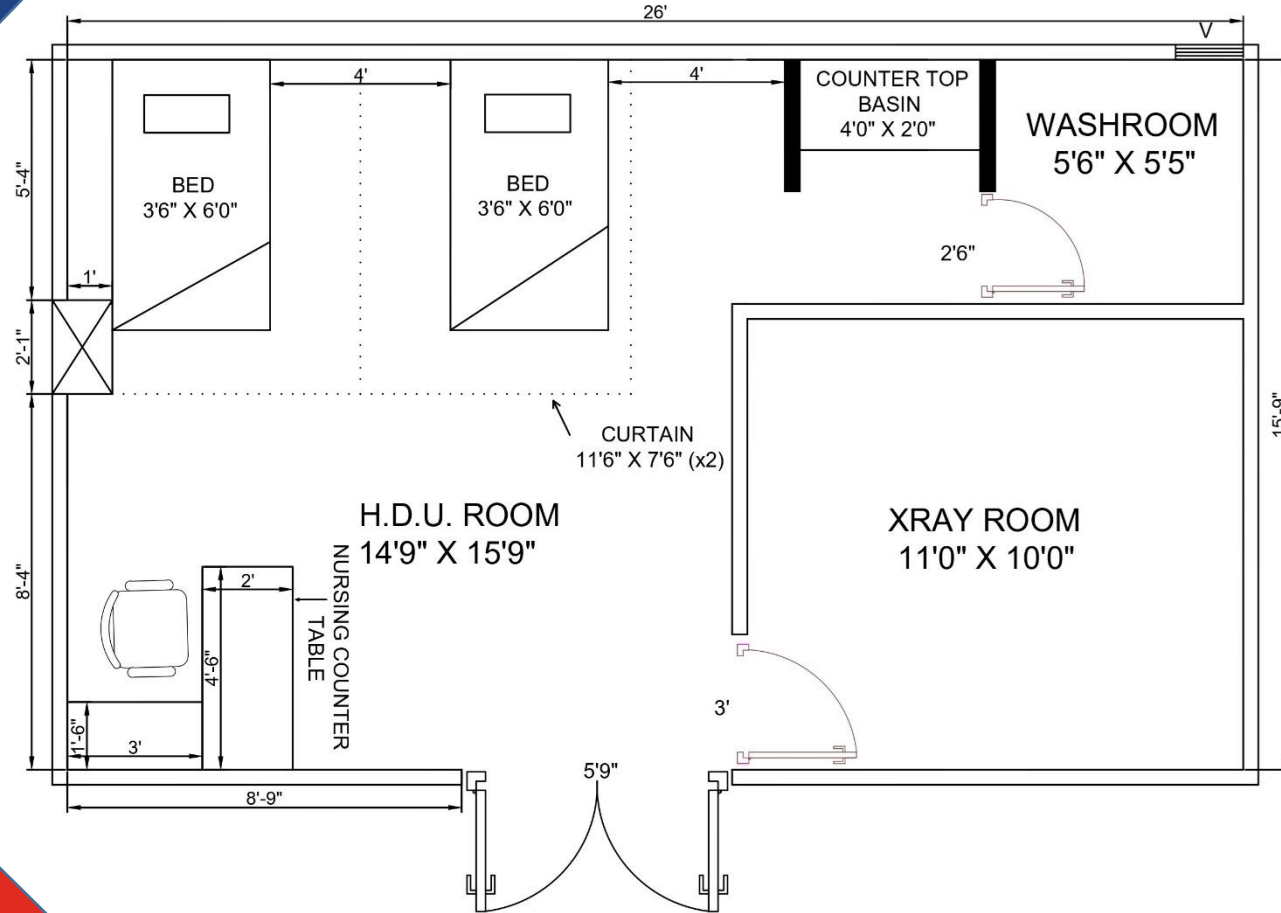 26'
V
4'
4'
COUNTER TOP
BASIN
4'0" X 2'0"
WASHROOM
5'6" X 5'5"
5'-4"
BED
3'6" X 6'0"
BED
3'6" X 6'0"
2'6"
1'
2'-1"
CURTAIN
11'6" X 7'6" (x2)
15'-9"
H.D.U. ROOM
14'9" X 15'9"
XRAY ROOM
11'0" X 10'0"
8'-4"
2'
NURSING COUNTER
TABLE
4'-6"
1'-6"
3'
3'
5'9"
8'-9"